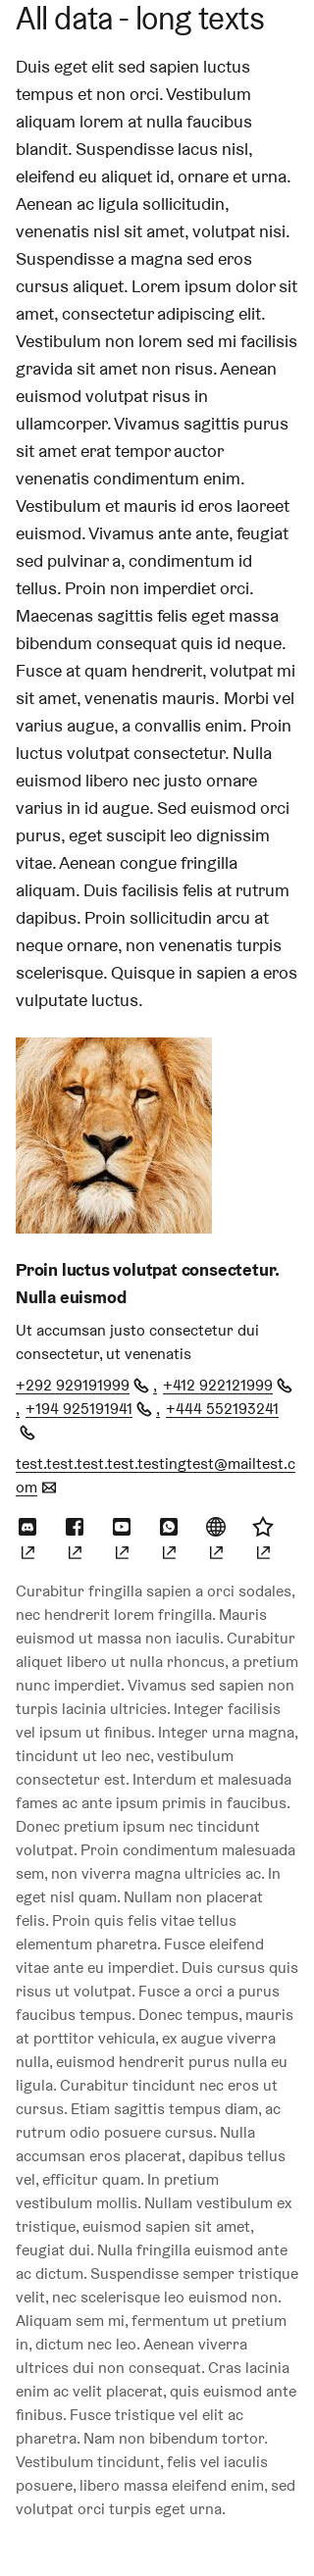 All data - long texts
Duis eget elit sed sapien luctus
tempus et non orci. Vestibulum
aliquam lorem at nulla faucibus
blandit. Suspendisse lacus nisl,
eleifend eu aliquet id, ornare et urna.
Aenean ac ligula sollicitudin,
venenatis nisl sit amet, volutpat nisi.
Suspendisse a magna sed eros
cursus aliquet. Lorem ipsum dolor sit
amet, consectetur adipiscing elit.
Vestibulum non lorem sed mi facilisis
gravida sit amet non risus. Aenean
euismod volutpat risus in
ullamcorper. Vivamus sagittis purus
sit amet erat tempor auctor
venenatis condimentum enim.
Vestibulum et mauris id eros laoreet
euismod. Vivamus ante ante, feugiat
sed pulvinar a, condimentum id
tellus. Proin non imperdiet orci.
Maecenas sagittis felis eget massa
bibendum consequat quis id neque.
Fusce at quam hendrerit, volutpat mi
sit amet, venenatis mauris. Morbi vel
varius augue, a convallis enim. Proin
luctus volutpat consectetur. Nulla
euismod libero nec justo ornare
varius in id augue. Sed euismod orci
purus, eget suscipit leo dignissim
vitae. Aenean congue fringilla
aliquam. Duis facilisis felis at rutrum
dapibus. Proin sollicitudin arcu at
neque ornare, non venenatis turpis
scelerisque. Quisque in sapien a eros
vulputate luctus.
Proin luctus volutpat consectetur.
Nulla euismod
Ut accumsan justo consectetur dui
consectetur, ut venenatis
+292 929191999 , +412 922121999
, +194 925191941 , +444 552193241
test.test.test.test.testingtest@mailtest.c
om
Curabitur fringilla sapien a orci sodales,
nec hendrerit lorem fringilla. Mauris
euismod ut massa non iaculis. Curabitur
aliquet libero ut nulla rhoncus, a pretium
nunc imperdiet. Vivamus sed sapien non
turpis lacinia ultricies. Integer facilisis
vel ipsum ut finibus. Integer urna magna,
tincidunt ut leo nec, vestibulum
consectetur est. Interdum et malesuada
fames ac ante ipsum primis in faucibus.
Donec pretium ipsum nec tincidunt
volutpat. Proin condimentum malesuada
sem, non viverra magna ultricies ac. In
eget nisl quam. Nullam non placerat
felis. Proin quis felis vitae tellus
elementum pharetra. Fusce eleifend
vitae ante eu imperdiet. Duis cursus quis
risus ut volutpat. Fusce a orci a purus
faucibus tempus. Donec tempus, mauris
at porttitor vehicula, ex augue viverra
nulla, euismod hendrerit purus nulla eu
ligula. Curabitur tincidunt nec eros ut
cursus. Etiam sagittis tempus diam, ac
rutrum odio posuere cursus. Nulla
accumsan eros placerat, dapibus tellus
vel, efficitur quam. In pretium
vestibulum mollis. Nullam vestibulum ex
tristique, euismod sapien sit amet,
feugiat dui. Nulla fringilla euismod ante
ac dictum. Suspendisse semper tristique
velit, nec scelerisque leo euismod non.
Aliquam sem mi, fermentum ut pretium
in, dictum nec leo. Aenean viverra
ultrices dui non consequat. Cras lacinia
enim ac velit placerat, quis euismod ante
finibus. Fusce tristique vel elit ac
pharetra. Nam non bibendum tortor.
Vestibulum tincidunt, felis vel iaculis
posuere, libero massa eleifend enim, sed
volutpat orci turpis eget urna.